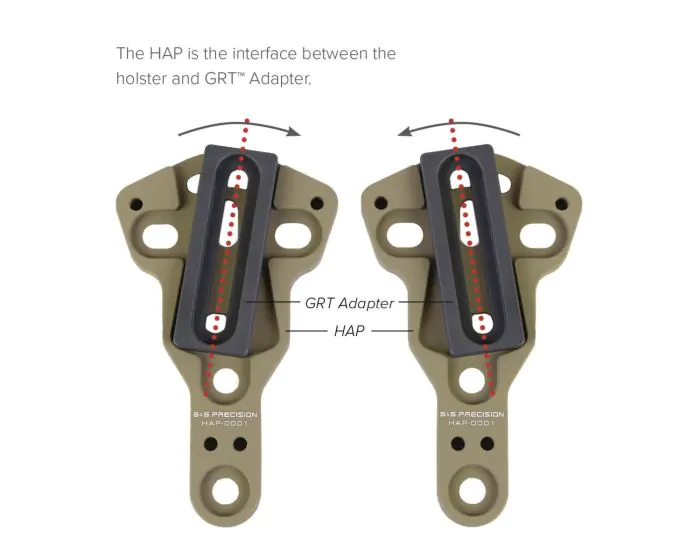 The HAP is the interface between the
holster and GRT™ Adapter.
GRT Adapter
HAP
S&S PRECISION
HAP-0001
S&S PRECISION
HAP-0001